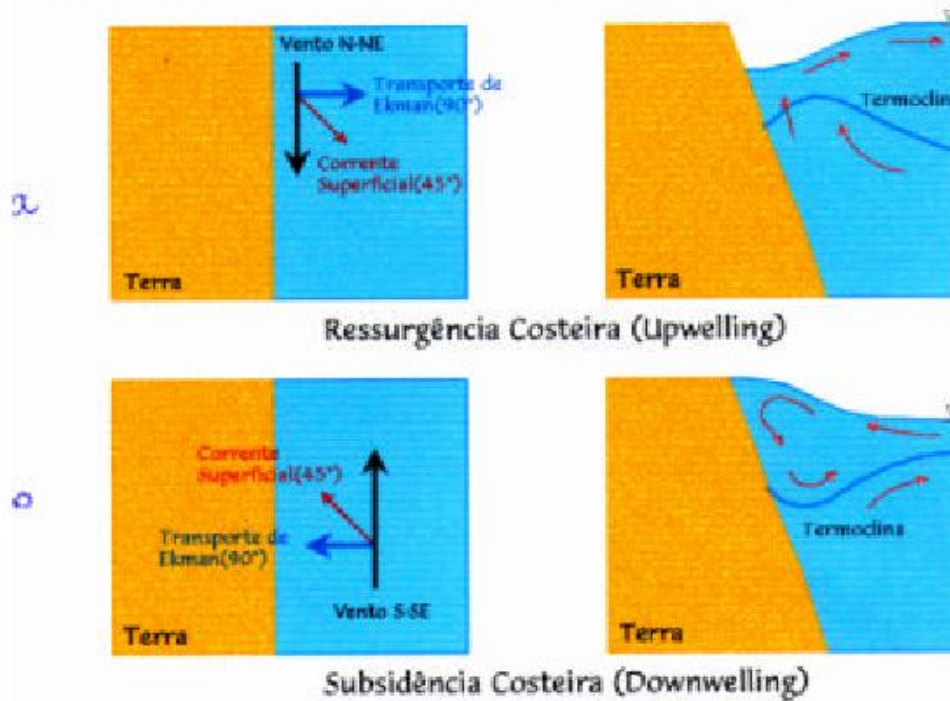 Vento N-NE
Transporte de
Ekman(90°)
Corrente
Superficial(45°)
Terra
Termoclin
Terra
Ressurgência Costeira (Upwelling)
Corrente
Superficial(45°)
Transporte de
Ekman(90°)
Vento S-SE
Terra
Termoclina
Terra
Subsidência Costeira (Downwelling)